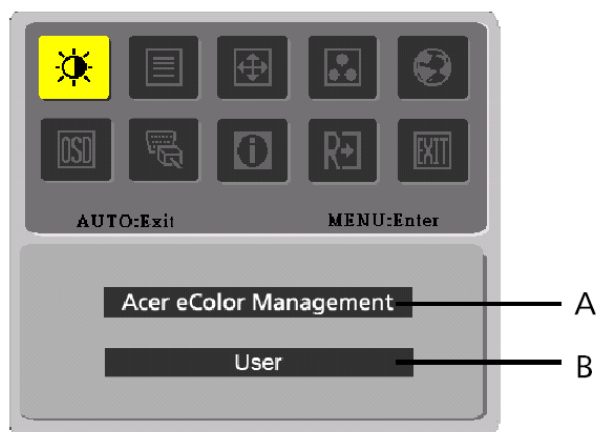 OSD
i
R
EXIT
AUTO:Exit MENU:Enter
Acer eColor Management A
User B